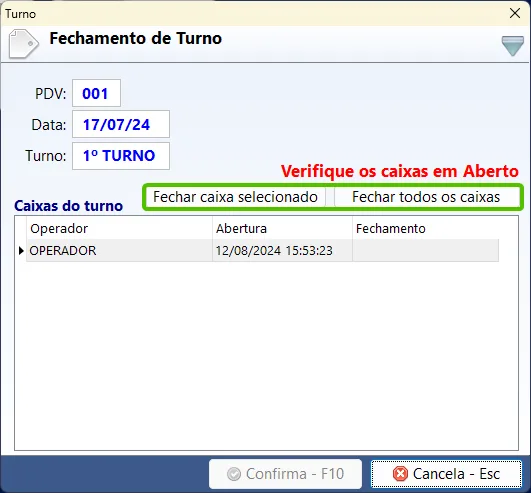 Turno
Fechamento de Turno
PDV: 001
Data: 17/07/24
Turno: 1º TURNO
Verifique os caixas em Aberto
Caixas do turno Fechar caixa selecionado Fechar todos os caixas
Operador Abertura Fechamento
OPERADOR 12/08/2024 15:53:23
Confirma - F10 Cancela - Esc